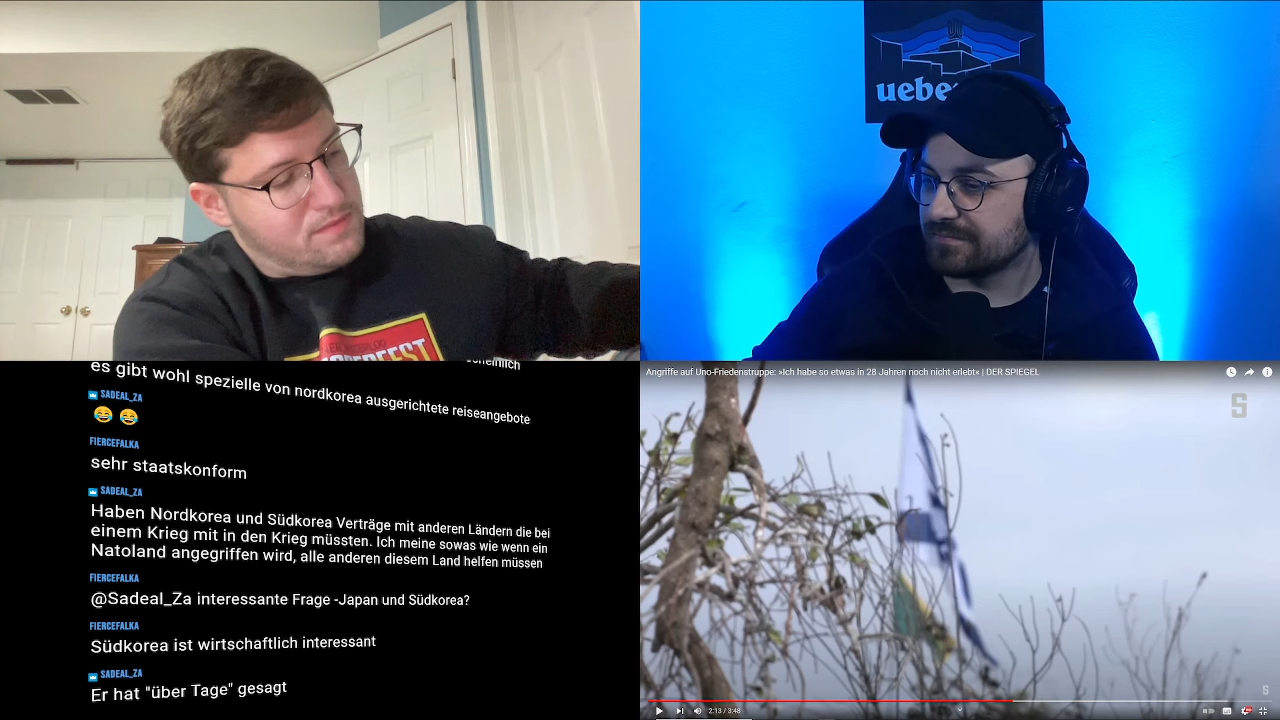 uebe
ERFEST
scheinlich
es gibt wohl spezielle von nordkorea ausgerichtete reiseangebote
SADEAL_ZA
😂 😂
FIERCEFALKA
sehr staatskonform
SADEAL_ZA
Haben Nordkorea und Südkorea Verträge mit anderen Ländern die bei
einem Krieg mit in den Krieg müssten. Ich meine sowas wie wenn ein
Natoland angegriffen wird, alle anderen diesem Land helfen müssen
FIERCEFALKA
@Sadeal_Za interessante Frage -Japan und Südkorea?
FIERCEFALKA
Südkorea ist wirtschaftlich interessant
SADEAL_ZA
Er hat "über Tage" gesagt
Angriffe auf Uno-Friedenstruppe: »Ich habe so etwas in 28 Jahren noch nicht erlebt« | DER SPIEGEL
S
S
2:13 / 3:48